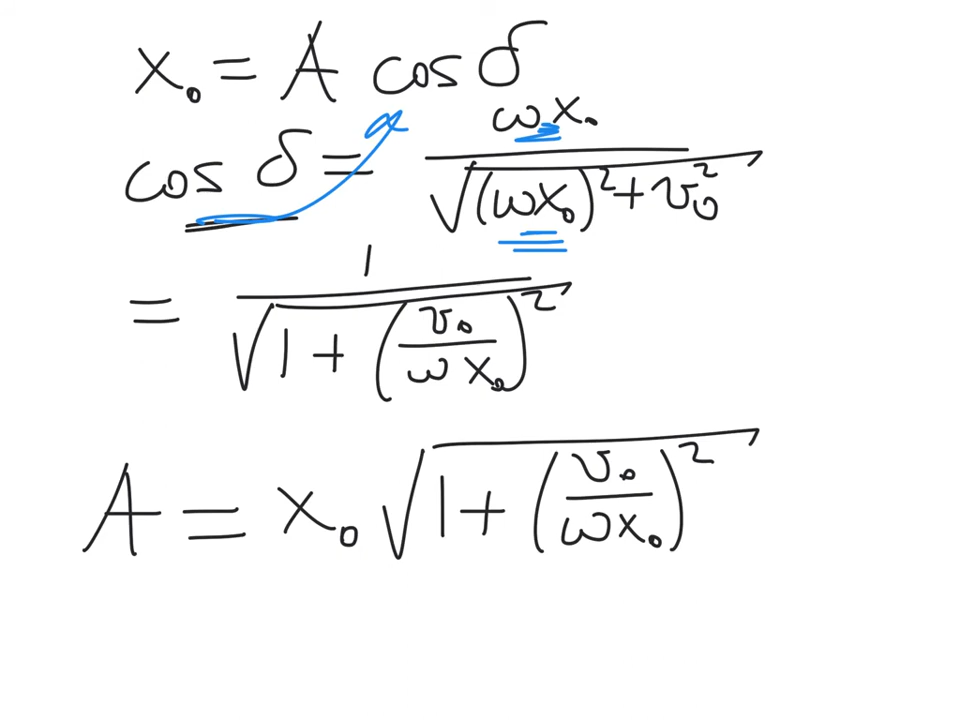 x₀ = A cos δ
cos δ = ωx₀ / √((ωx₀)² + v₀²)
= 1 / √(1 + (v₀ / ωx₀)²)
A = x₀ √(1 + (v₀ / ωx₀)²)